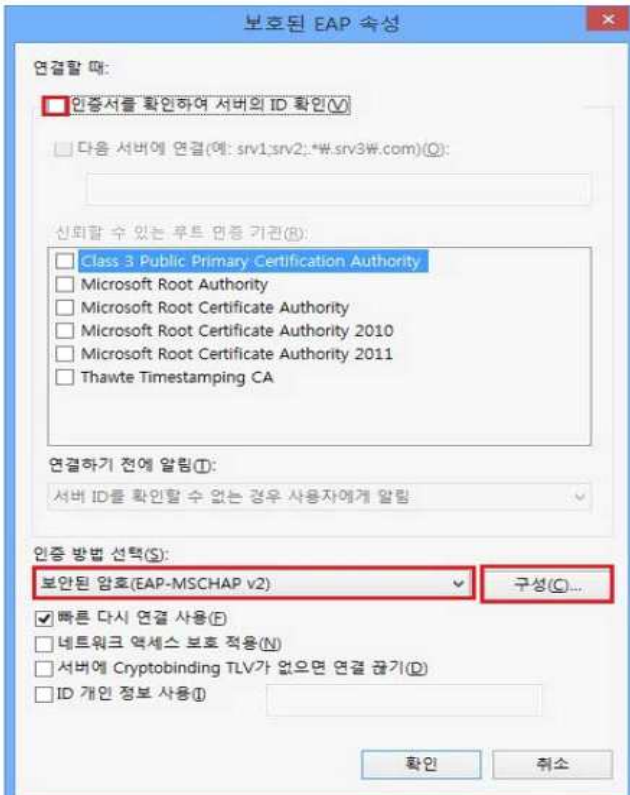 보호된 EAP 속성
연결할 때:
인증서를 확인하여 서버의 ID 확인(V)
다음 서버에 연결(예: srv1;srv2;.*₩.srv3₩.com)(O):
신뢰할 수 있는 루트 인증 기관(R):
Class 3 Public Primary Certification Authority
Microsoft Root Authority
Microsoft Root Certificate Authority
Microsoft Root Certificate Authority 2010
Microsoft Root Certificate Authority 2011
Thawte Timestamping CA
연결하기 전에 알림(T):
서버 ID를 확인할 수 없는 경우 사용자에게 알림
인증 방법 선택(S):
보안된 암호(EAP-MSCHAP v2)
구성(C)...
빠른 다시 연결 사용(F)
네트워크 액세스 보호 적용(N)
서버에 Cryptobinding TLV가 없으면 연결 끊기(D)
ID 개인 정보 사용(I)
확인
취소